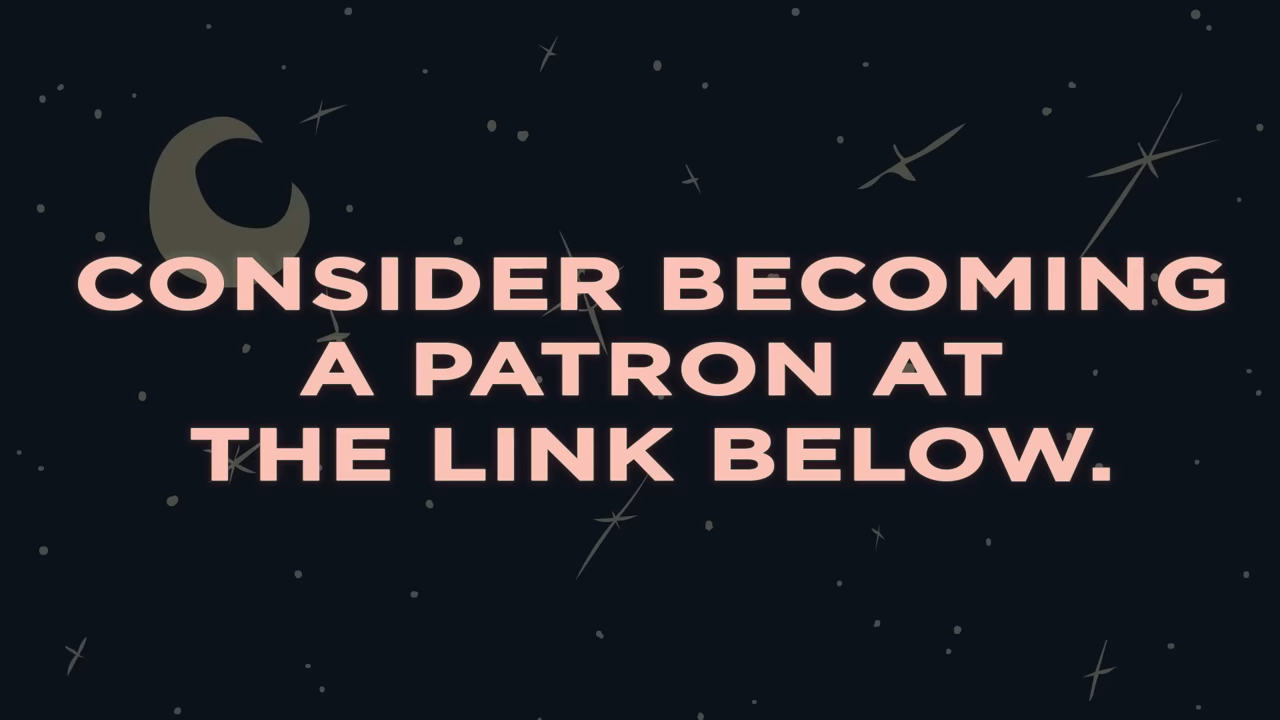 CONSIDER BECOMING
A PATRON AT
THE LINK BELOW.